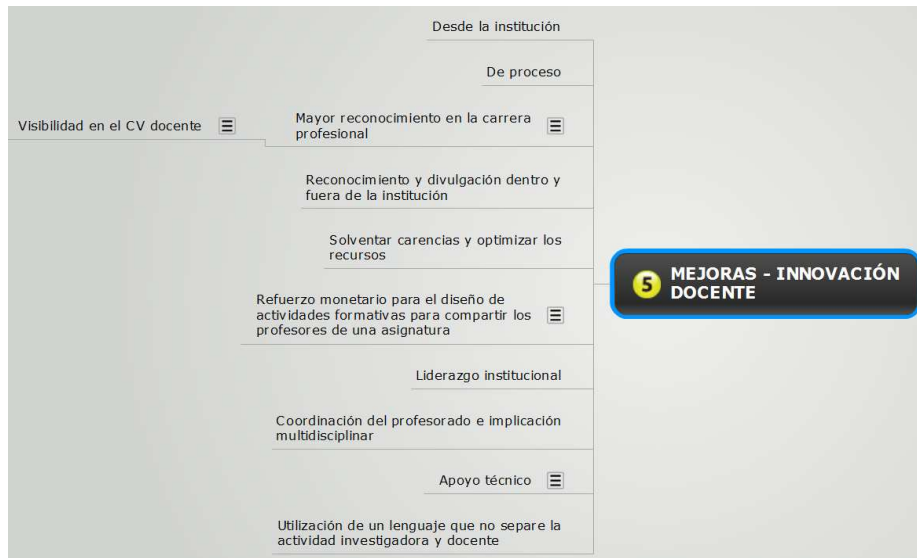 Desde la institución
De proceso
Visibilidad en el CV docente
Mayor reconocimiento en la carrera
profesional
Reconocimiento y divulgación dentro y
fuera de la institución
Solventar carencias y optimizar los
recursos
5
MEJORAS - INNOVACIÓN
DOCENTE
Refuerzo monetario para el diseño de
actividades formativas para compartir los
profesores de una asignatura
Liderazgo institucional
Coordinación del profesorado e implicación
multidisciplinar
Apoyo técnico
Utilización de un lenguaje que no separe la
actividad investigadora y docente